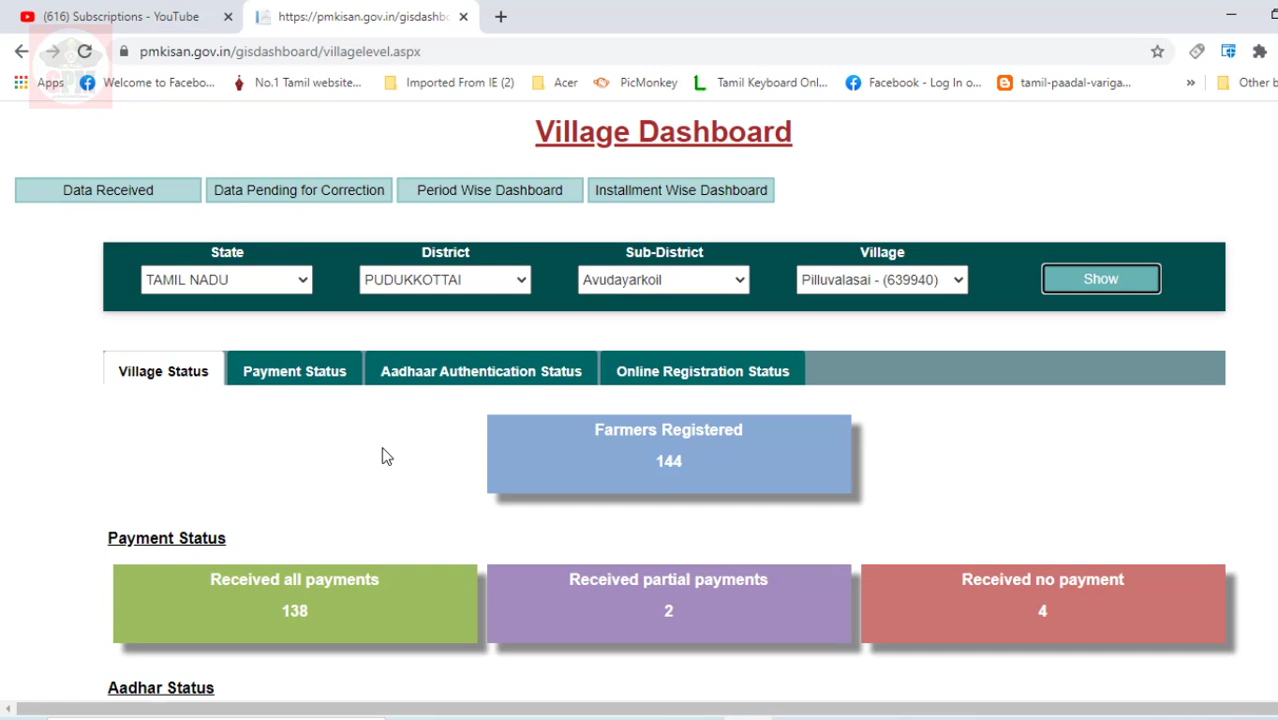 (616) Subscriptions - YouTube
https://pmkisan.gov.in/gisdashbo
pmkisan.gov.in/gisdashboard/villagelevel.aspx
Apps Welcome to Facebo... No.1 Tamil website... Imported From IE (2) Acer PicMonkey Tamil Keyboard Onl... Facebook - Log In o... tamil-paadal-variga... » Other b
Village Dashboard
Data Received Data Pending for Correction Period Wise Dashboard Installment Wise Dashboard
State District Sub-District Village
TAMIL NADU PUDUKKOTTAI Avudayarkoil Pilluvalasai - (639940) Show
Village Status Payment Status Aadhaar Authentication Status Online Registration Status
Farmers Registered
144
Payment Status
Received all payments Received partial payments Received no payment
138 2 4
Aadhar Status